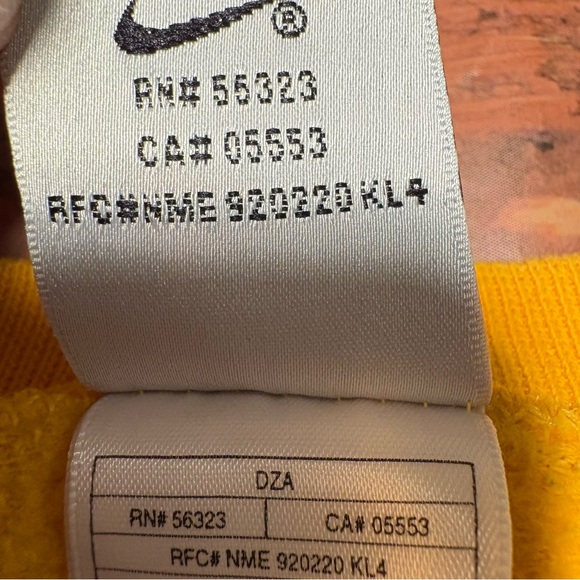 ®
RN# 56323
CA# 05553
RFC#NME 920220 KL4
DZA
RN# 56323 CA# 05553
RFC# NME 920220 KL4